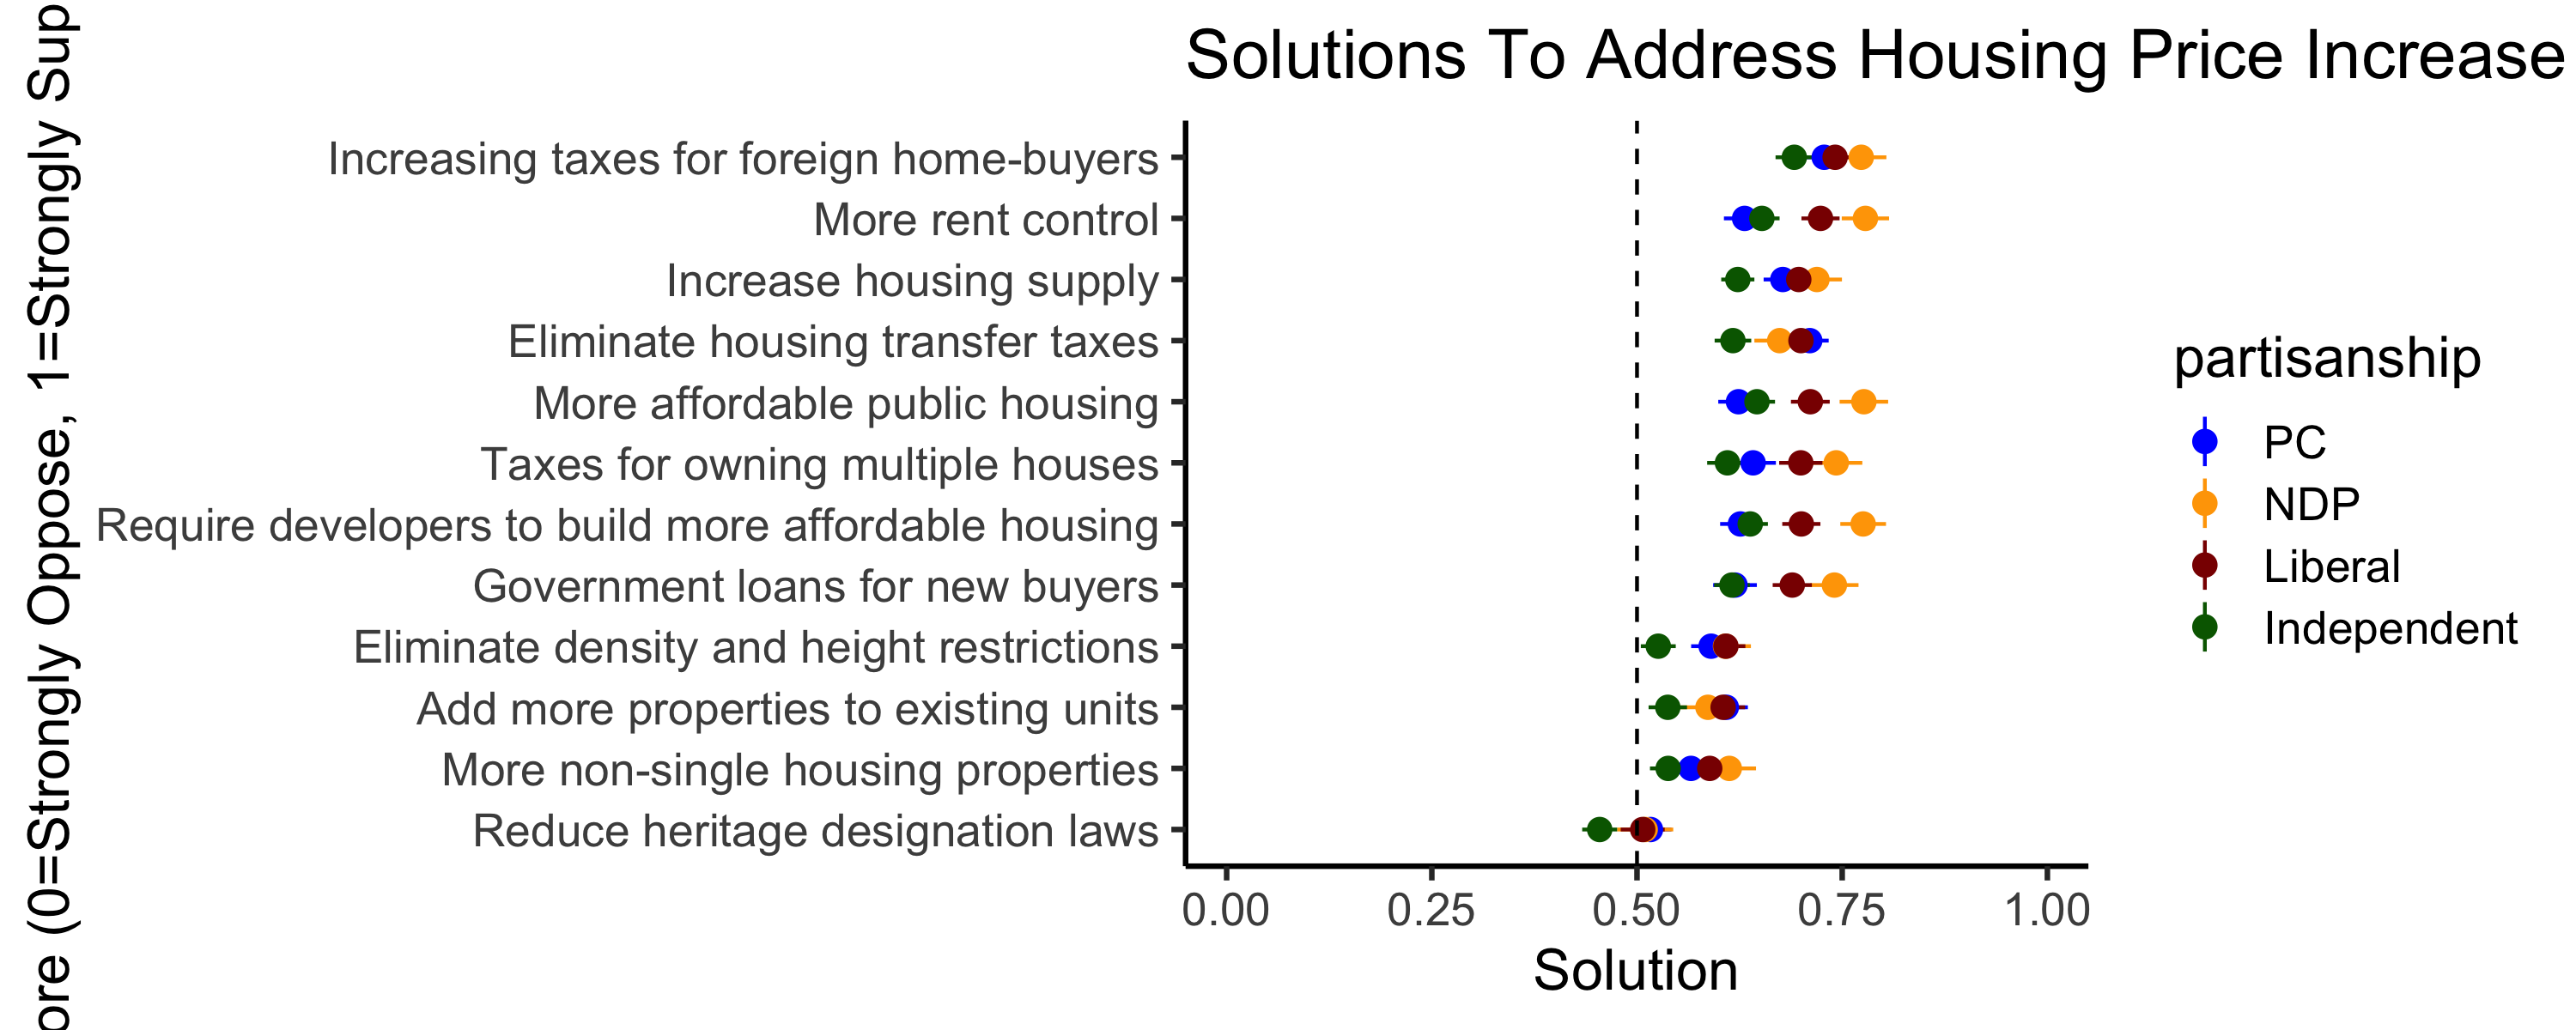 Solutions To Address Housing Price Increase
ore (0=Strongly Oppose, 1=Strongly Sup
Increasing taxes for foreign home-buyers
More rent control
Increase housing supply
Eliminate housing transfer taxes
More affordable public housing
Taxes for owning multiple houses
Require developers to build more affordable housing
Government loans for new buyers
Eliminate density and height restrictions
Add more properties to existing units
More non-single housing properties
Reduce heritage designation laws
0.00 0.25 0.50 0.75 1.00
Solution
partisanship
PC
NDP
Liberal
Independent